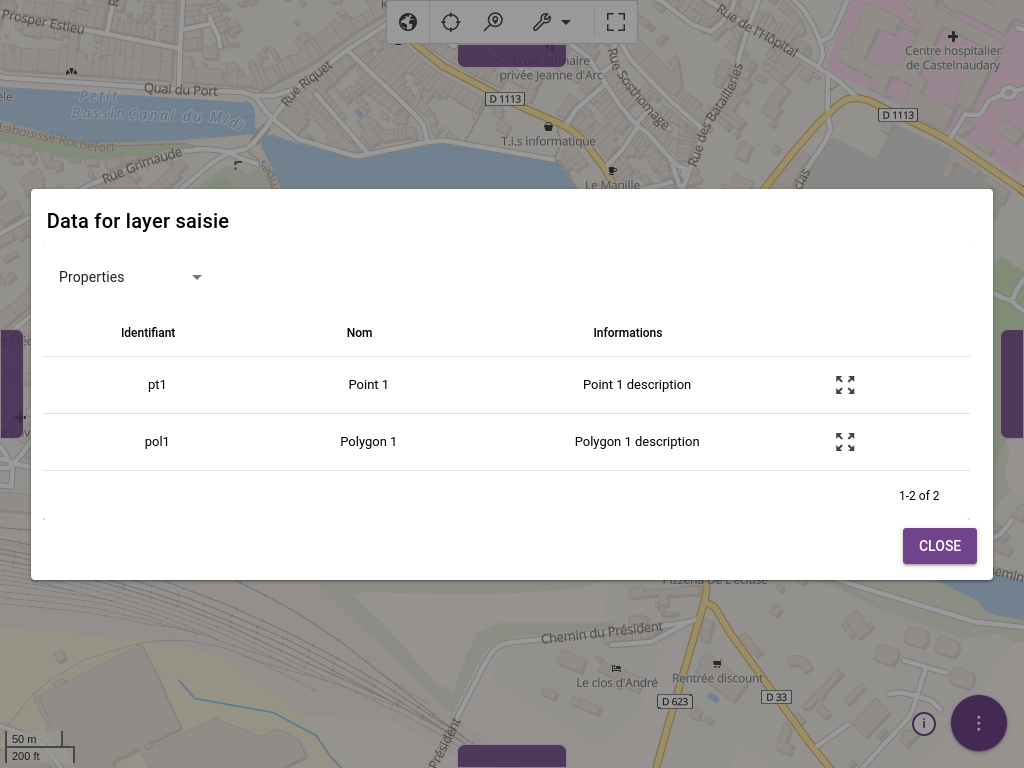 Prosper Estieu
Rue de l'Hôpital
Centre hospitalier
de Castelnaudary
École primaire
privée Jeanne d'Arc
Rue Sosthomage
Rue des Batailleries
Rue Riquet
Quai du Port
D 1113
D 1113
Petit
Bassin Canal du Midi
Labouisse Rochefort
T.i.s informatique
Rue Grimaude
Le Manille
Data for layer saisie
Properties
Identifiant Nom Informations
pt1 Point 1 Point 1 description
pol1 Polygon 1 Polygon 1 description
1-2 of 2
CLOSE
Pizzeria De L'écluse
Chemin du Président
Le clos d'André
Rentrée discount
D 623
D 33
Président
i
50 m
200 ft